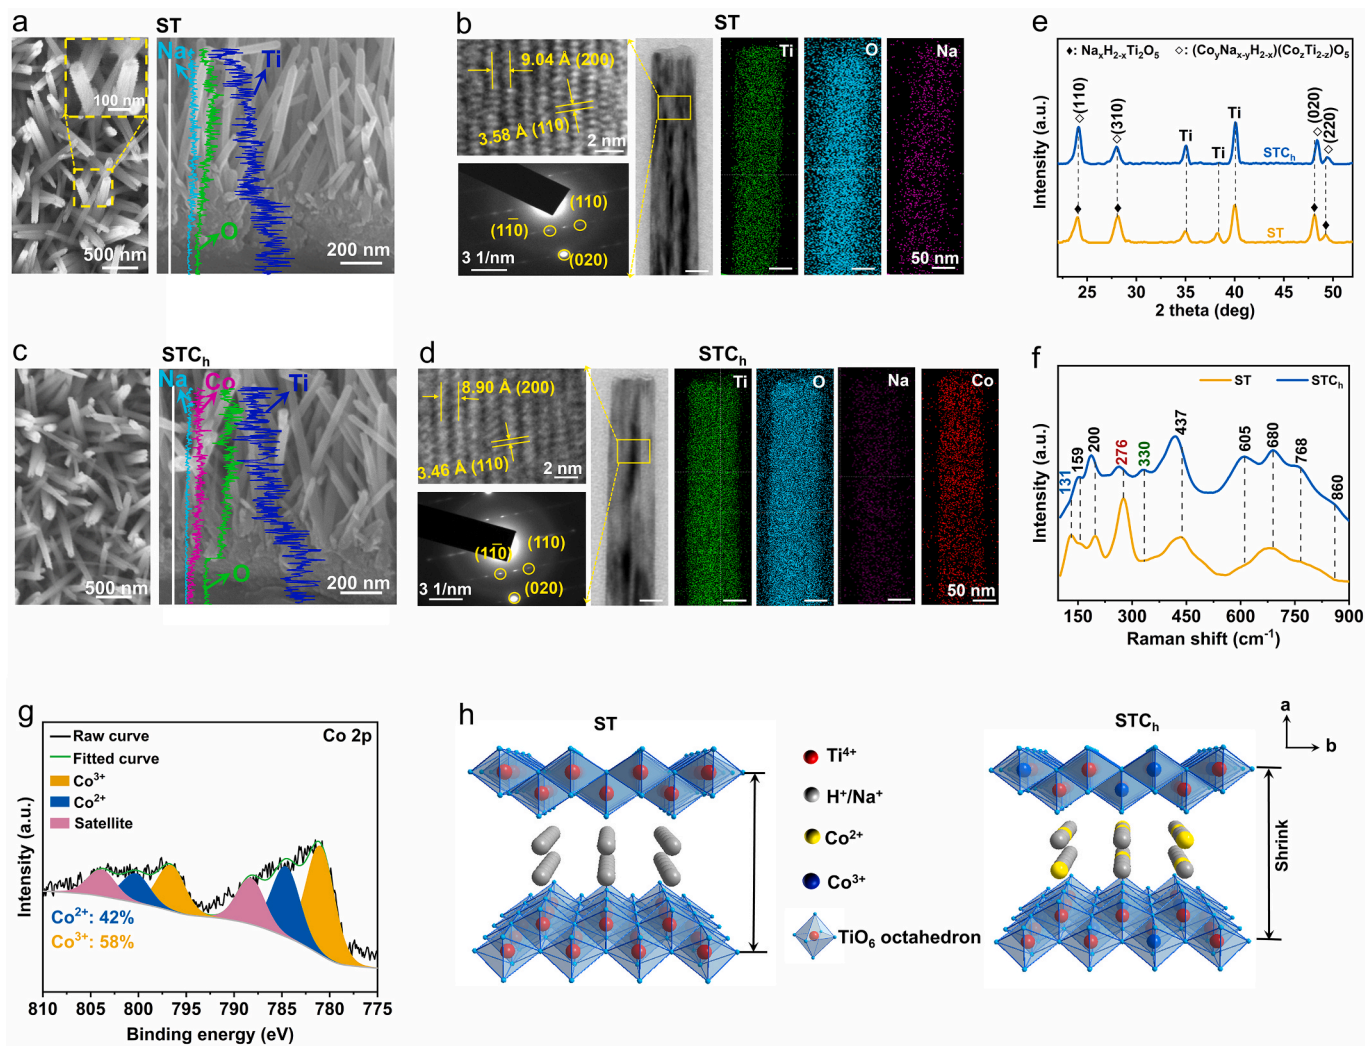 a
ST
Na
Ti
O
100 nm
500 nm
200 nm
b
ST
9.04 Å (200)
3.58 Å (110)
2 nm
(110)
(11̅0)
(020)
3 1/nm
Ti
O
Na
50 nm
c
STCₕ
Na
Co
Ti
O
500 nm
200 nm
d
STCₕ
8.90 Å (200)
3.46 Å (110)
2 nm
(11̅0)
(110)
(020)
3 1/nm
Ti
O
Na
Co
50 nm
e
♦: NaₓH₂₋ₓTi₂O₅
◇: (CoyNax-yH2-x)(CozTi2-z)O5
(110)
(310)
Ti
Ti
Ti
(020)
(220)
STCₕ
ST
Intensity (a.u.)
25 30 35 40 45 50
2 theta (deg)
f
ST
STCₕ
131
159
200
276
330
437
605
680
768
860
Intensity (a.u.)
150 300 450 600 750 900
Raman shift (cm⁻¹)
g
Raw curve
Co 2p
Fitted curve
Co³⁺
Co²⁺
Satellite
Co²⁺: 42%
Co³⁺: 58%
Intensity (a.u.)
810 805 800 795 790 785 780 775
Binding energy (eV)
h
ST
Ti⁴⁺
H⁺/Na⁺
Co²⁺
Co³⁺
TiO₆ octahedron
STCₕ
a
b
Shrink